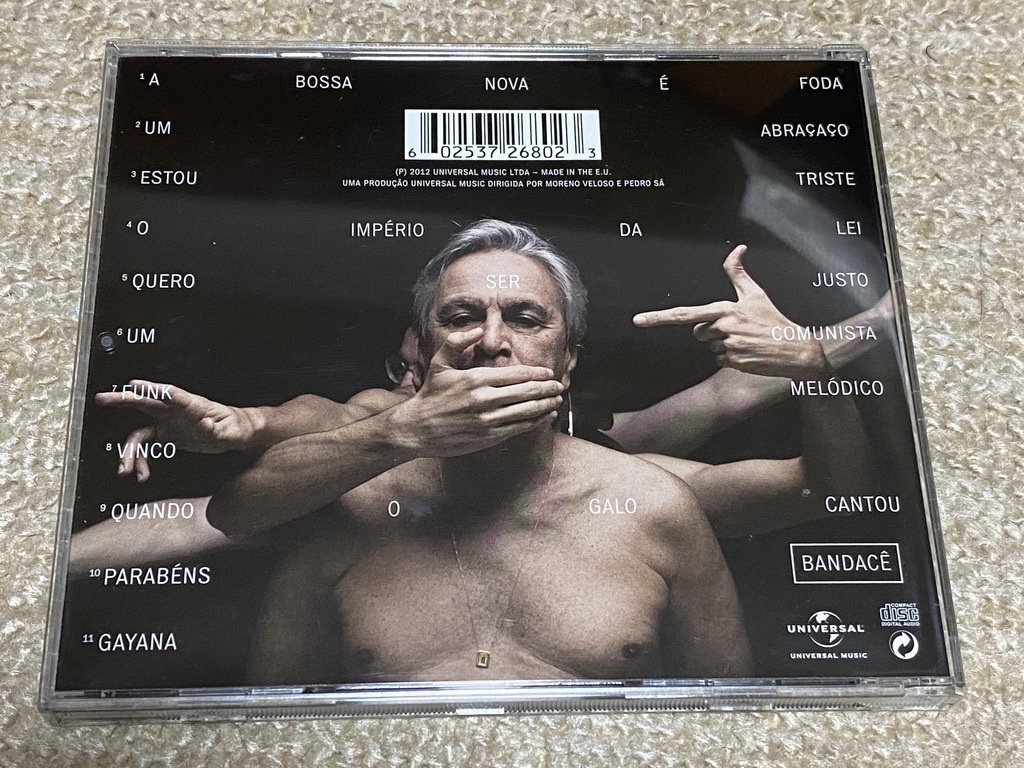 1 A BOSSA NOVA É FODA
2 UM ABRAÇAÇO
6 02537 26802 3
(P) 2012 UNIVERSAL MUSIC LTDA – MADE IN THE E.U.
UMA PRODUÇÃO UNIVERSAL MUSIC DIRIGIDA POR MORENO VELOSO E PEDRO SÁ
3 ESTOU TRISTE
4 O IMPÉRIO DA LEI
5 QUERO SER JUSTO
6 UM COMUNISTA
7 FUNK MELÓDICO
8 VINCO
9 QUANDO O GALO CANTOU
10 PARABÉNS
BANDACÊ
11 GAYANA
UNIVERSAL
UNIVERSAL MUSIC
COMPACT
disc
DIGITAL AUDIO